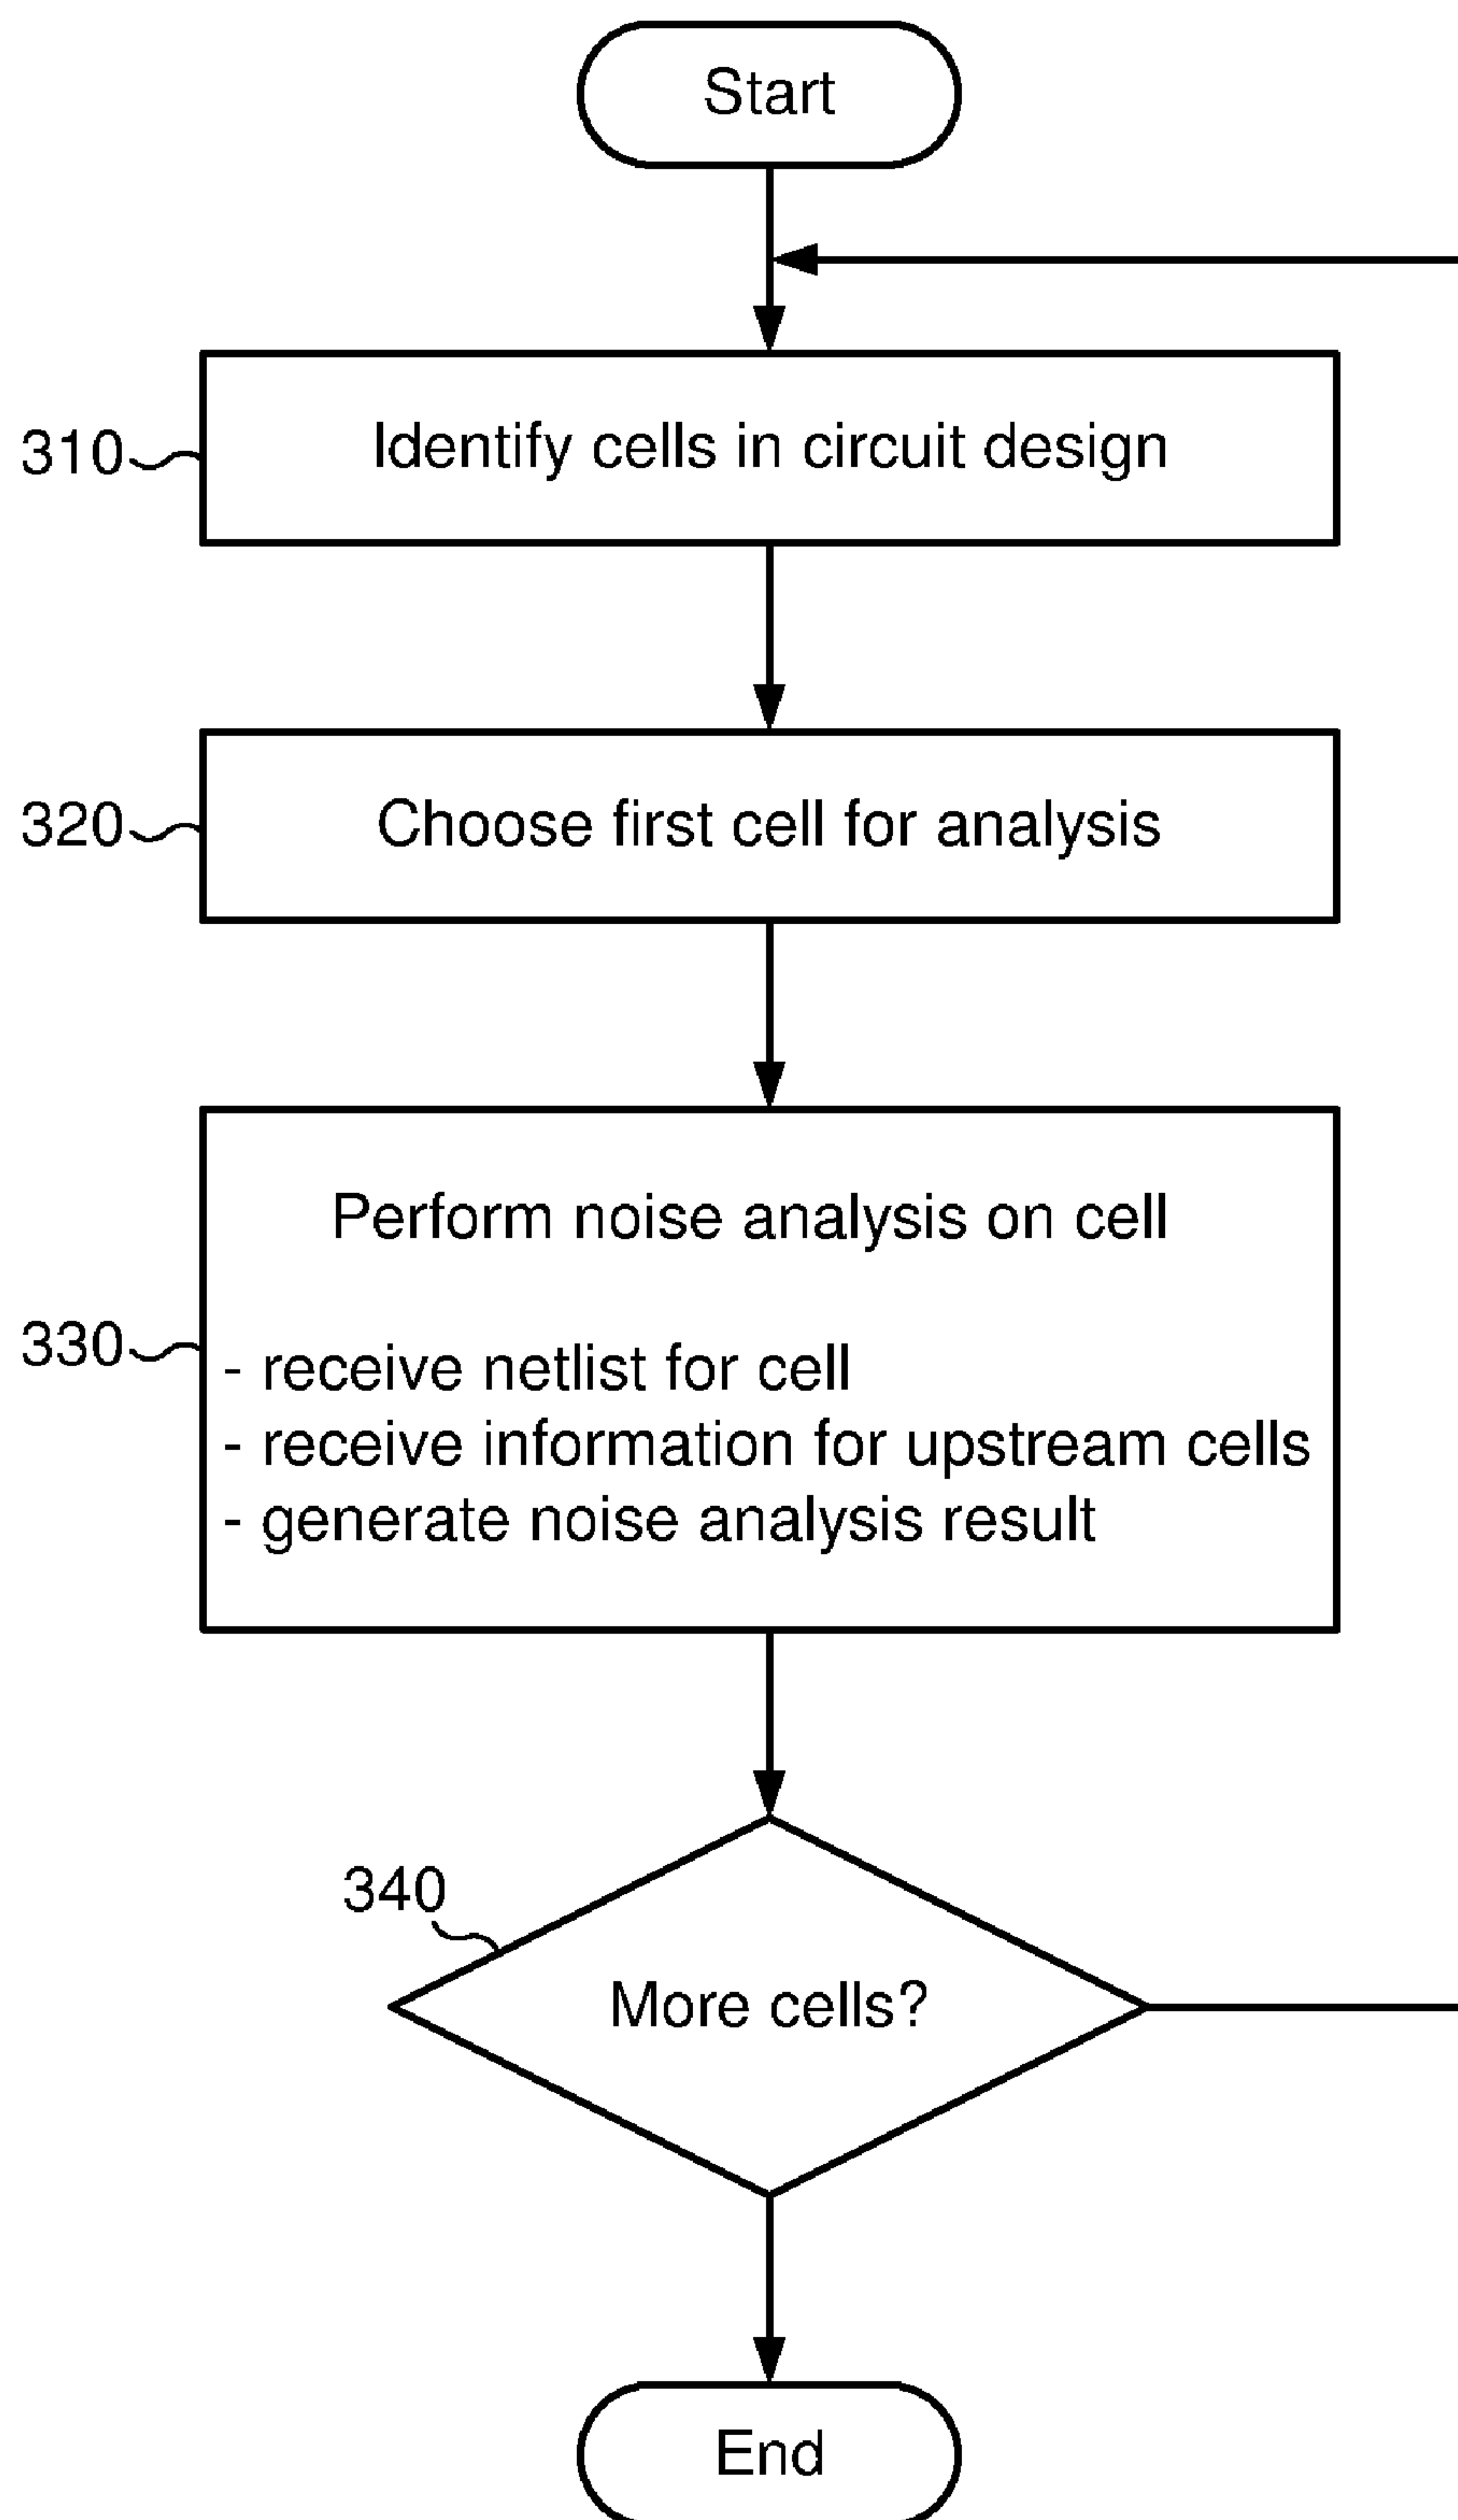 Start
310
Identify cells in circuit design
320
Choose first cell for analysis
330
Perform noise analysis on cell
- receive netlist for cell
- receive information for upstream cells
- generate noise analysis result
340
More cells?
End